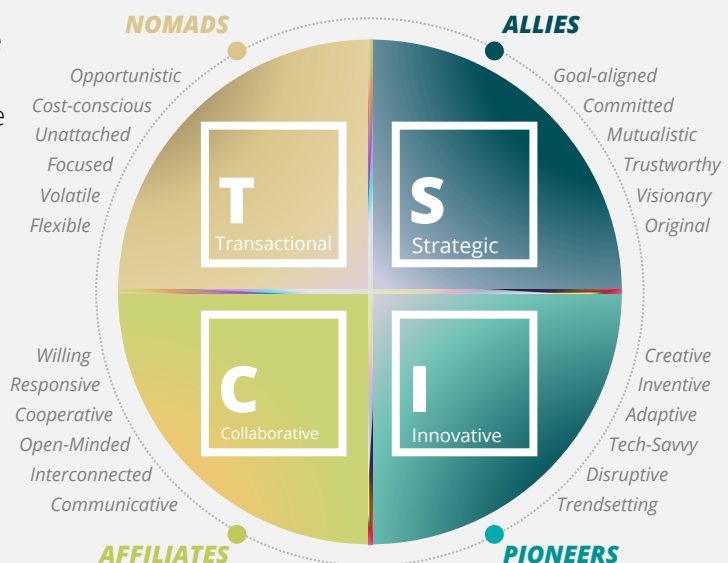 NOMADS
Opportunistic
Cost-conscious
Unattached
Focused
Volatile
Flexible
ALLIES
Goal-aligned
Committed
Mutualistic
Trustworthy
Visionary
Original
T
Transactional
S
Strategic
C
Collaborative
I
Innovative
Willing
Responsive
Cooperative
Open-Minded
Interconnected
Communicative
AFFILIATES
Creative
Inventive
Adaptive
Tech-Savvy
Disruptive
Trendsetting
PIONEERS